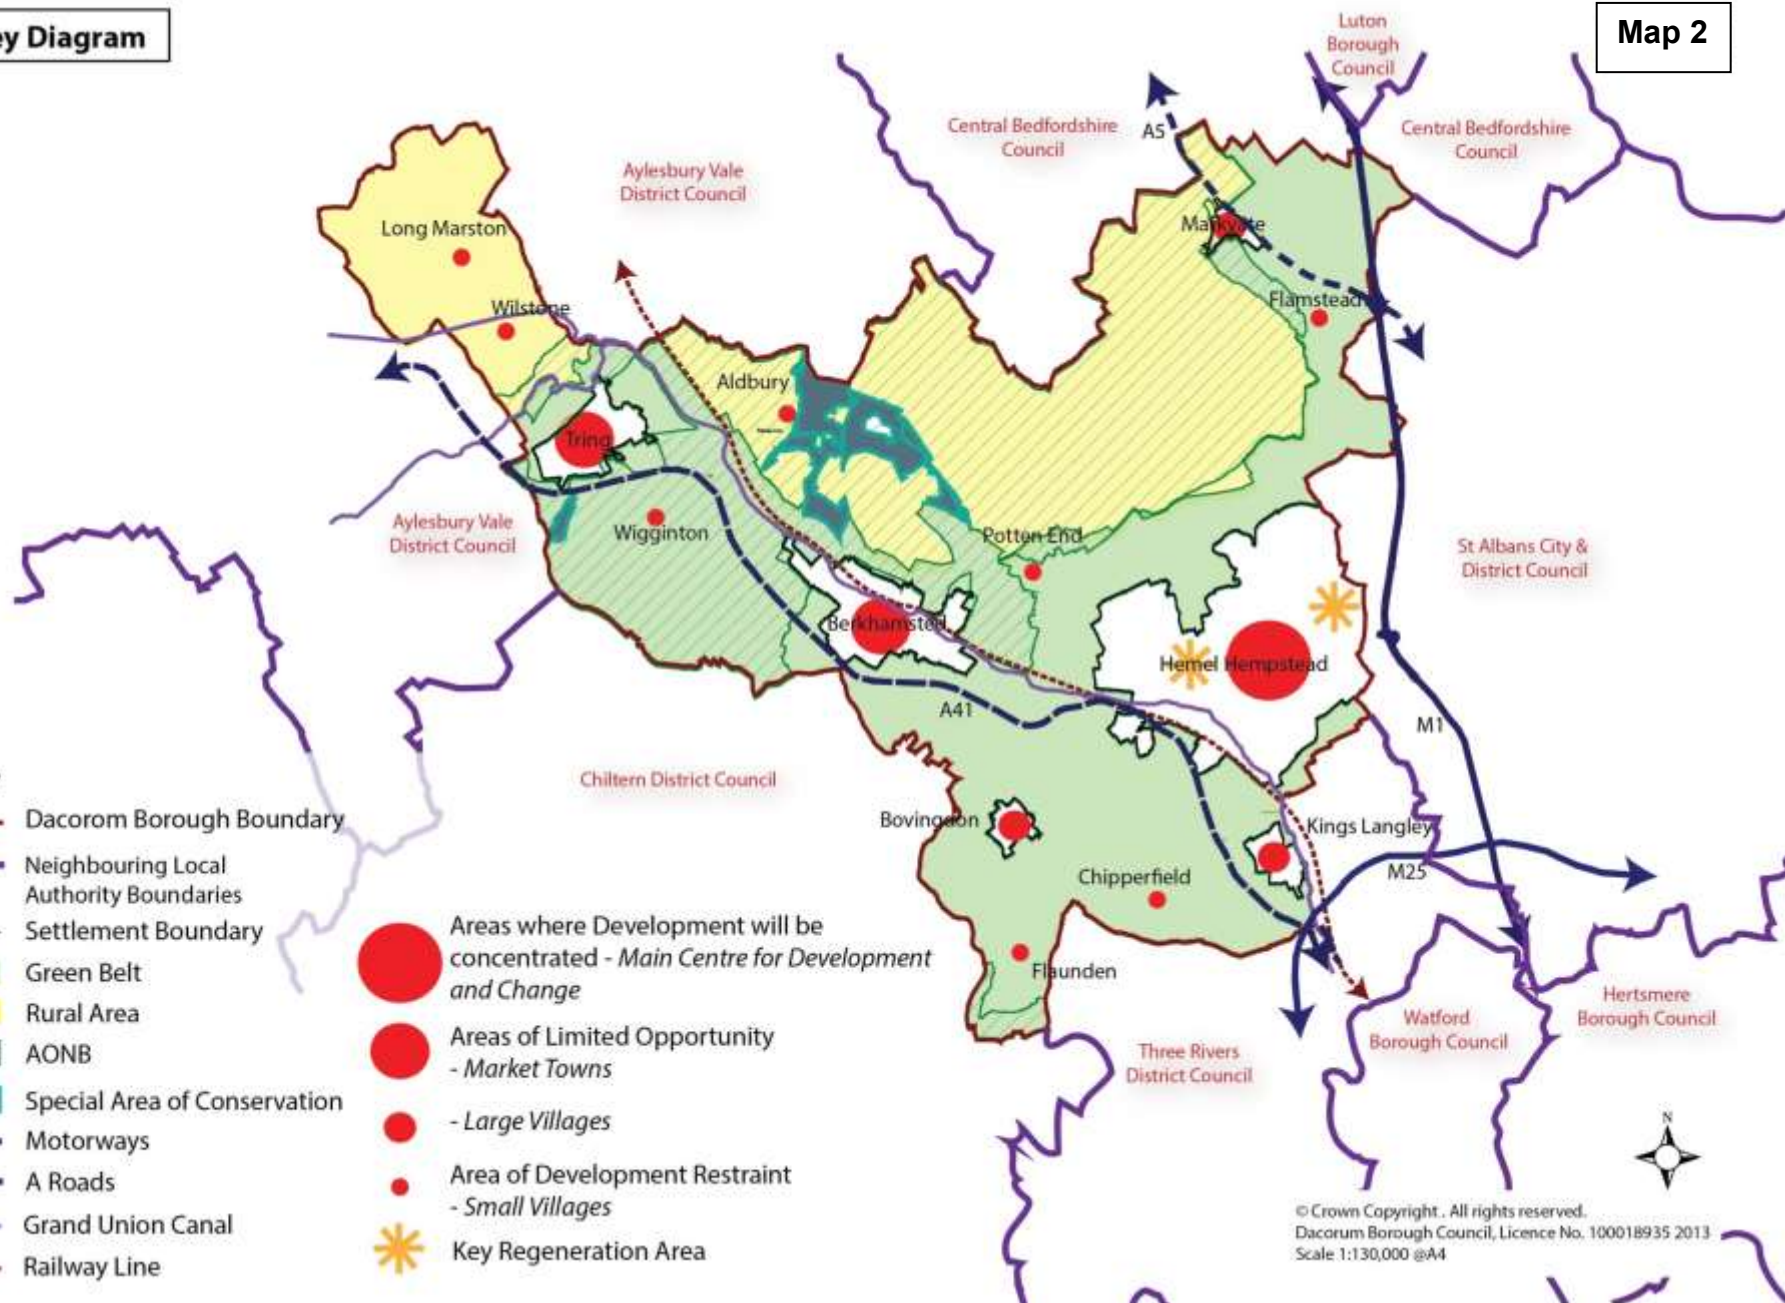 ey Diagram
Map 2
Luton
Borough
Council
Central Bedfordshire
Council
A5
Central Bedfordshire
Council
Aylesbury Vale
District Council
Long Marston
Markyate
Wilstone
Flamstead
Aldbury
Tring
Aylesbury Vale
District Council
Wigginton
Potten End
St Albans City &
District Council
Berkhamsted
Hemel Hempstead
A41
M1
Chiltern District Council
Bovingdon
Kings Langley
M25
Chipperfield
Flaunden
Three Rivers
District Council
Watford
Borough Council
Hertsmere
Borough Council
Dacorom Borough Boundary
Neighbouring Local
Authority Boundaries
Settlement Boundary
Green Belt
Rural Area
AONB
Special Area of Conservation
Motorways
A Roads
Grand Union Canal
Railway Line
Areas where Development will be
concentrated - Main Centre for Development
and Change
Areas of Limited Opportunity
- Market Towns
- Large Villages
Area of Development Restraint
- Small Villages
Key Regeneration Area
N
© Crown Copyright . All rights reserved.
Dacorum Borough Council, Licence No. 100018935 2013
Scale 1:130,000 @A4